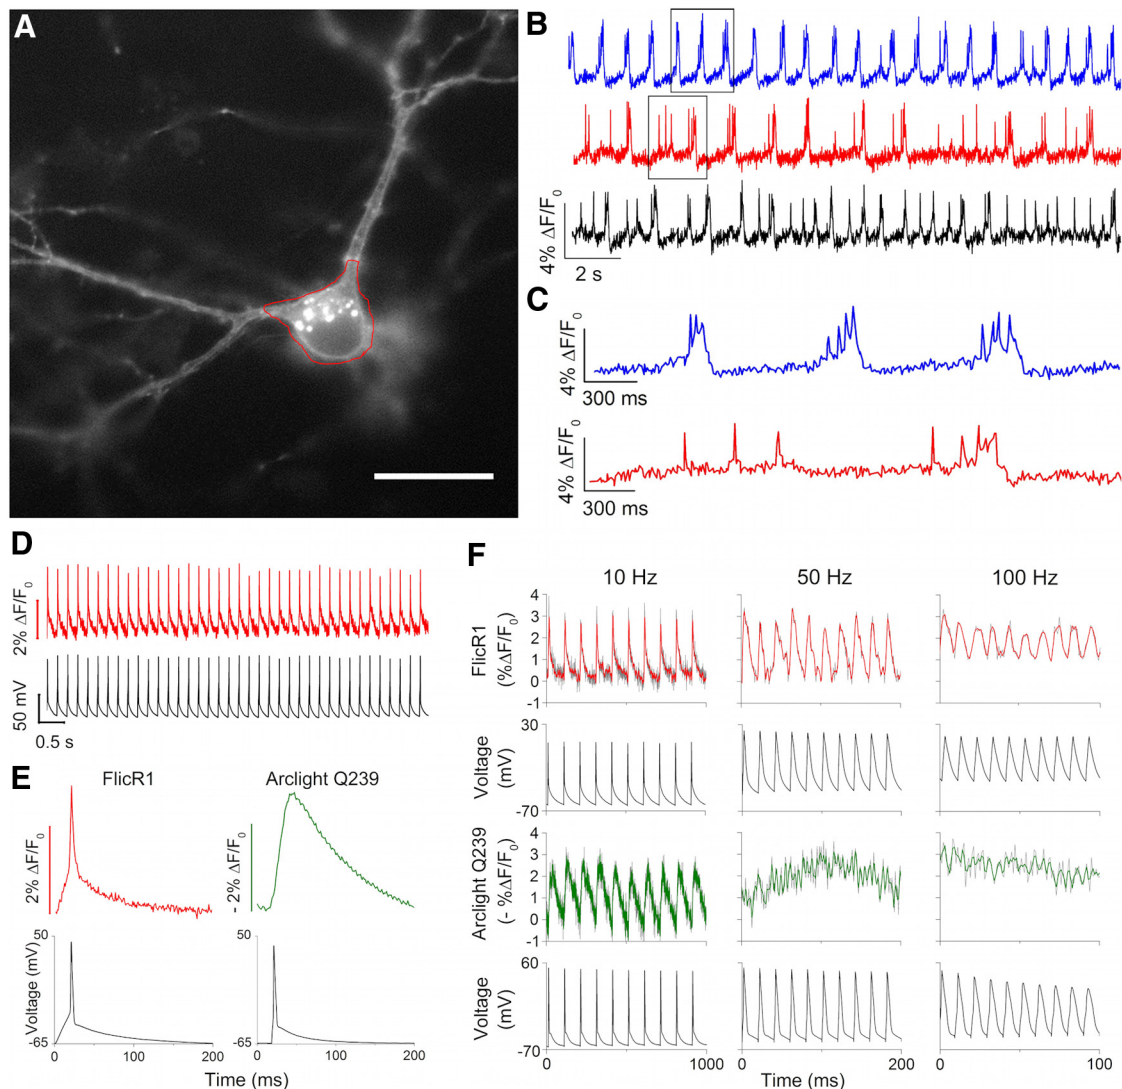 A
B
4% ΔF/F0
2 s
C
4% ΔF/F0
300 ms
4% ΔF/F0
300 ms
D
2% ΔF/F0
50 mV
0.5 s
E
FlicR1
Arclight Q239
2% ΔF/F0
- 2% ΔF/F0
50
Voltage (mV)
-65
50
-65
0
100
200
0
100
200
Time (ms)
F
10 Hz
50 Hz
100 Hz
FlicR1
(%ΔF/F0)
4
3
2
1
0
-1
Voltage
(mV)
30
-70
Arclight Q239
(- %ΔF/F0)
4
3
2
1
0
-1
Voltage
(mV)
60
-70
0
1000
0
200
0
100
Time (ms)